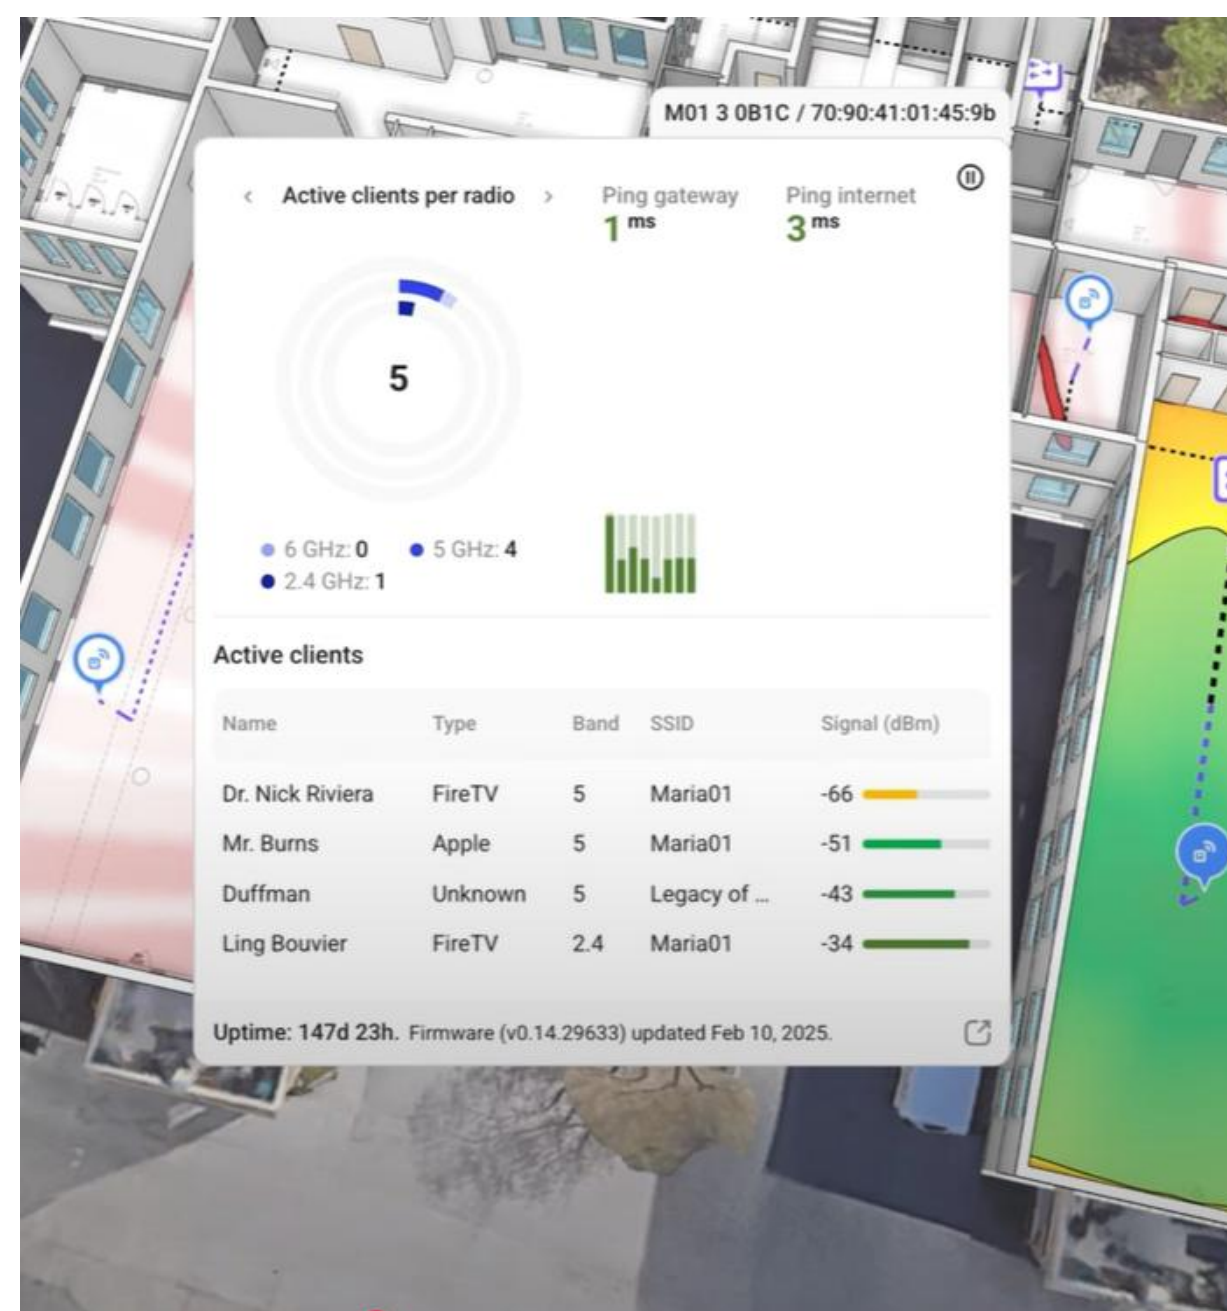 M01 3 0B1C / 70:90:41:01:45:9b
Active clients per radio
Ping gateway
1 ms
Ping internet
3 ms
5
6 GHz: 0
5 GHz: 4
2.4 GHz: 1
Active clients
Name Type Band SSID Signal (dBm)
Dr. Nick Riviera FireTV 5 Maria01 -66
Mr. Burns Apple 5 Maria01 -51
Duffman Unknown 5 Legacy of ... -43
Ling Bouvier FireTV 2.4 Maria01 -34
Uptime: 147d 23h. Firmware (v0.14.29633) updated Feb 10, 2025.